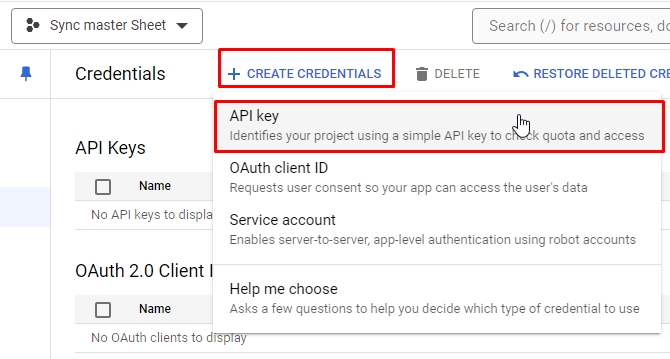 Sync master Sheet
Search (/) for resources, do
Credentials
+ CREATE CREDENTIALS
DELETE
RESTORE DELETED CRE
API key
Identifies your project using a simple API key to check quota and access
API Keys
OAuth client ID
Requests user consent so your app can access the user's data
Name
No API keys to displa
Service account
Enables server-to-server, app-level authentication using robot accounts
OAuth 2.0 Client I
Help me choose
Asks a few questions to help you decide which type of credential to use
Name
No OAuth clients to display